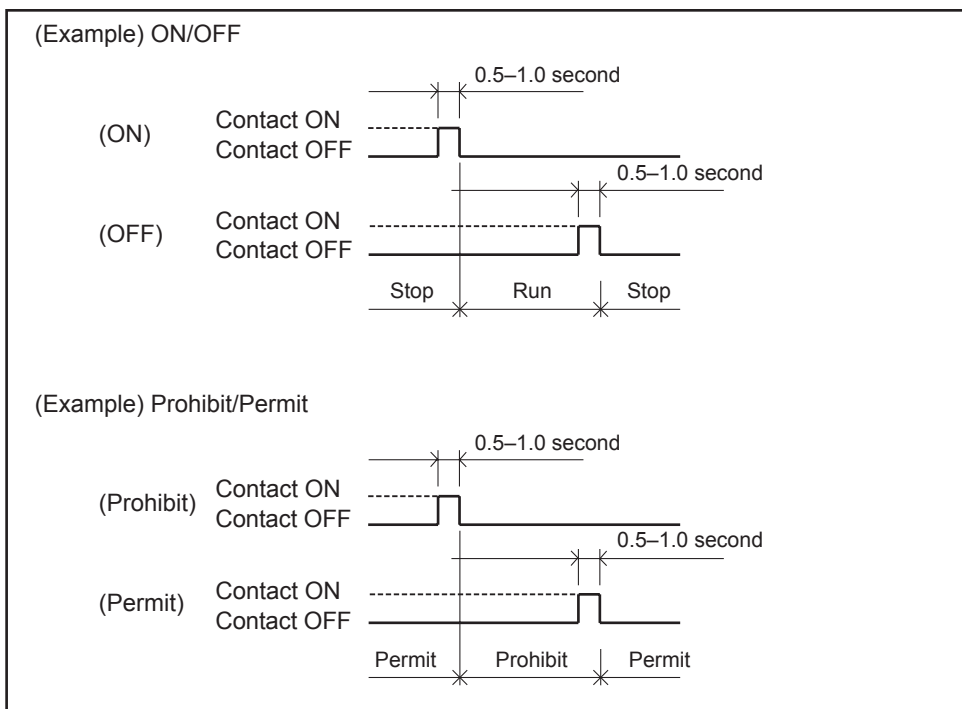 (Example) ON/OFF
0.5–1.0 second
(ON)
Contact ON
Contact OFF
0.5–1.0 second
(OFF)
Contact ON
Contact OFF
Stop Run Stop
(Example) Prohibit/Permit
0.5–1.0 second
(Prohibit)
Contact ON
Contact OFF
0.5–1.0 second
(Permit)
Contact ON
Contact OFF
Permit Prohibit Permit